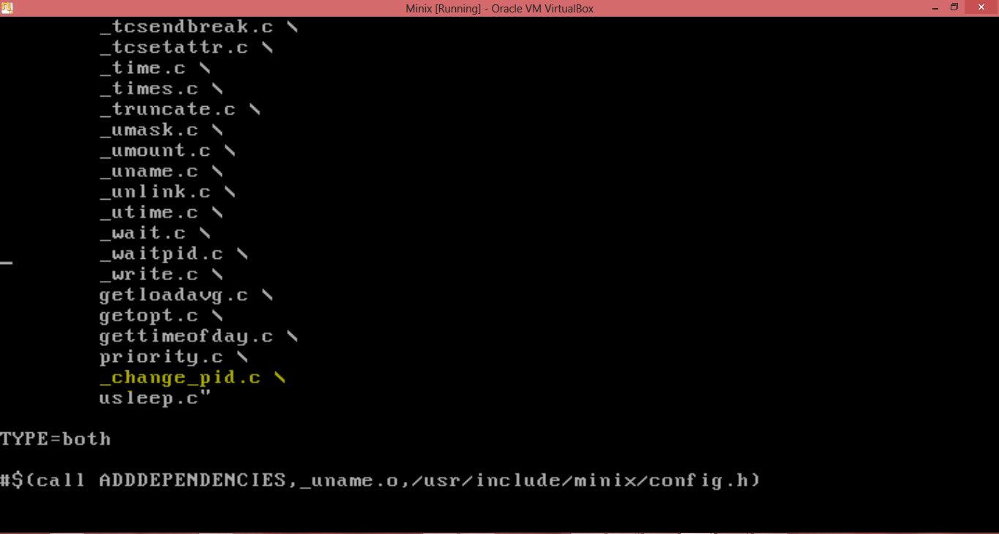 Minix [Running] - Oracle VM VirtualBox
_tcsendbreak.c \
_tcsetattr.c \
_time.c \
_times.c \
_truncate.c \
_umask.c \
_umount.c \
_uname.c \
_unlink.c \
_utime.c \
_wait.c \
_waitpid.c \
_write.c \
getloadavg.c \
getopt.c \
gettimeofday.c \
priority.c \
_change_pid.c \
usleep.c"
TYPE=both
#$(call ADDDEPENDENCIES,_uname.o,/usr/include/minix/config.h)